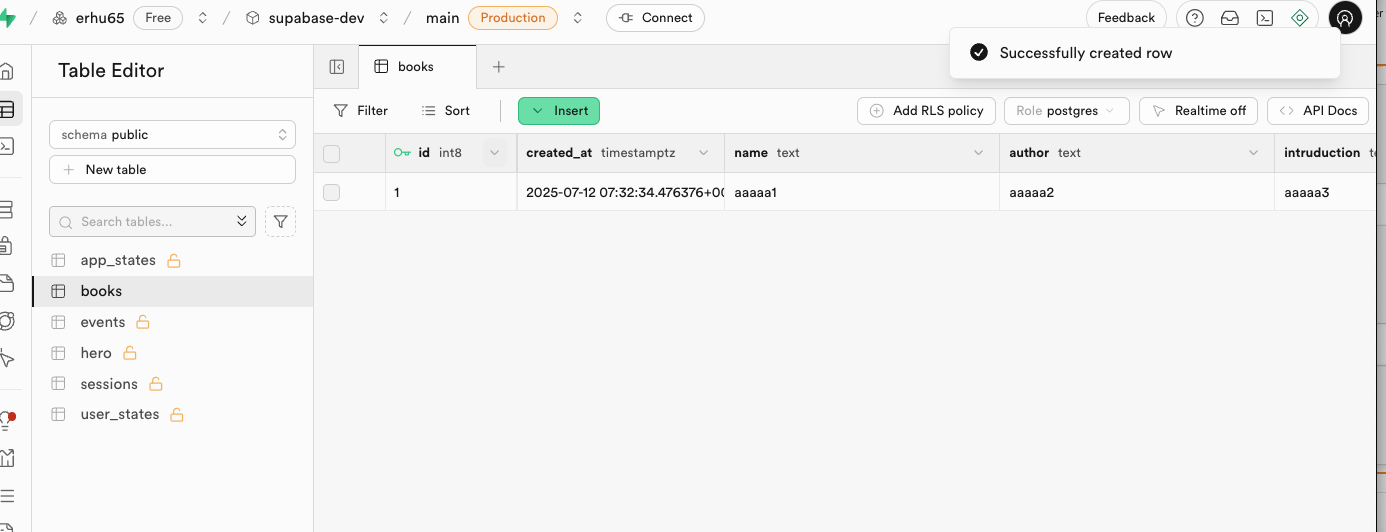 / erhu65 Free / supabase-dev / main Production Connect Feedback
Successfully created row
Table Editor
books
Filter Sort Insert Add RLS policy Role postgres Realtime off API Docs
schema public
New table
id int8 created_at timestamptz name text author text intruduction
1 2025-07-12 07:32:34.476376+00 aaaaa1 aaaaa2 aaaaa3
Search tables...
app_states
books
events
hero
sessions
user_states